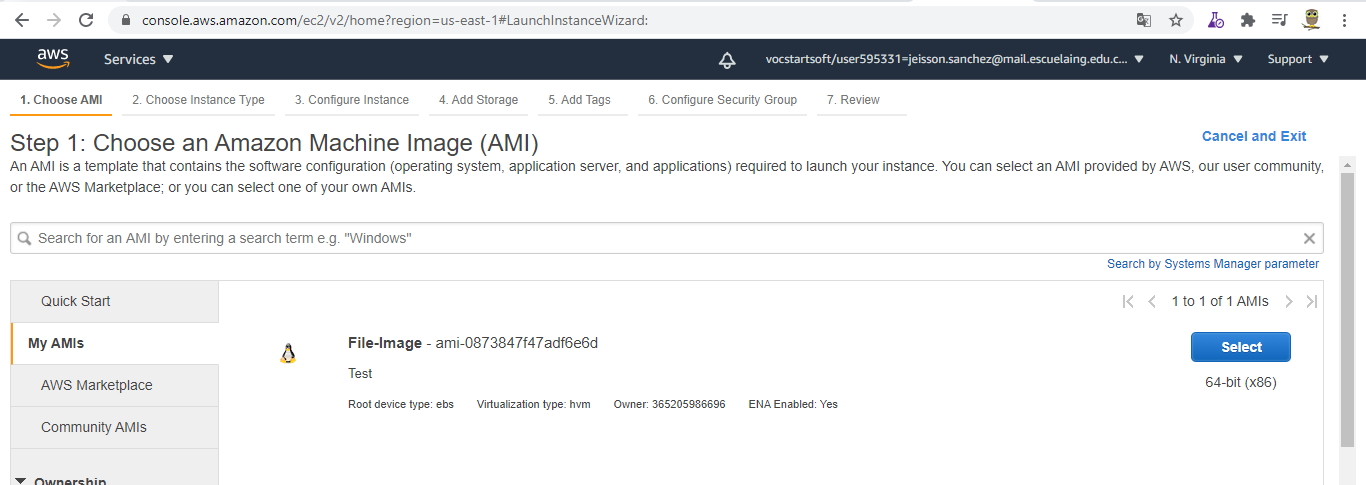 console.aws.amazon.com/ec2/v2/home?region=us-east-1#LaunchInstanceWizard:
aws Services vocstartsoft/user595331=jeisson.sanchez@mail.escuelaing.edu.c... N. Virginia Support
1. Choose AMI 2. Choose Instance Type 3. Configure Instance 4. Add Storage 5. Add Tags 6. Configure Security Group 7. Review
Step 1: Choose an Amazon Machine Image (AMI) Cancel and Exit
An AMI is a template that contains the software configuration (operating system, application server, and applications) required to launch your instance. You can select an AMI provided by AWS, our user community,
or the AWS Marketplace; or you can select one of your own AMIs.
Search for an AMI by entering a search term e.g. "Windows"
Search by Systems Manager parameter
Quick Start 1 to 1 of 1 AMIs
My AMIs File-Image - ami-0873847f47adf6e6d Select
Test 64-bit (x86)
AWS Marketplace
Root device type: ebs Virtualization type: hvm Owner: 365205986696 ENA Enabled: Yes
Community AMIs
Ownership